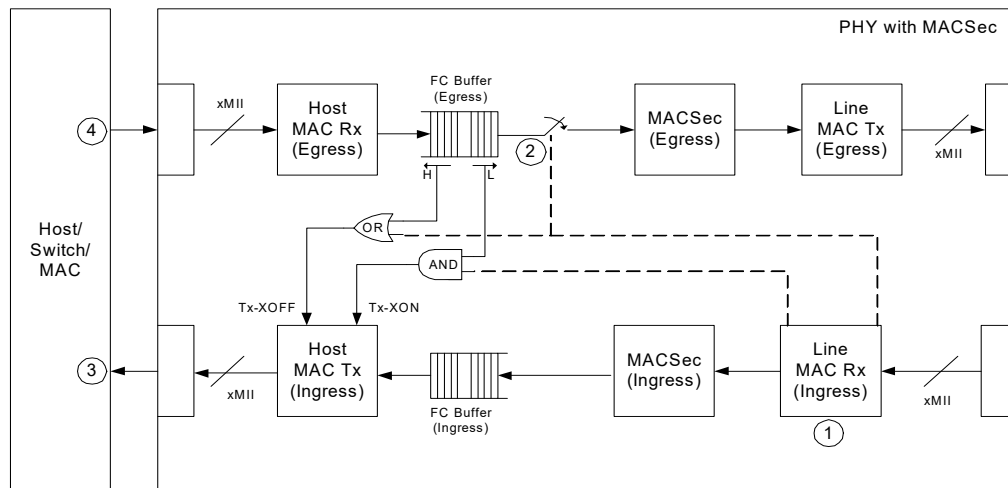 PHY with MACSec
xMII
Host
MAC Rx
(Egress)
FC Buffer
(Egress)
MACSec
(Egress)
Line
MAC Tx
(Egress)
xMII
4
2
H
L
OR
AND
Host/
Switch/
MAC
Tx-XOFF
Tx-XON
3
xMII
Host
MAC Tx
(Ingress)
FC Buffer
(Ingress)
MACSec
(Ingress)
Line
MAC Rx
(Ingress)
xMII
1